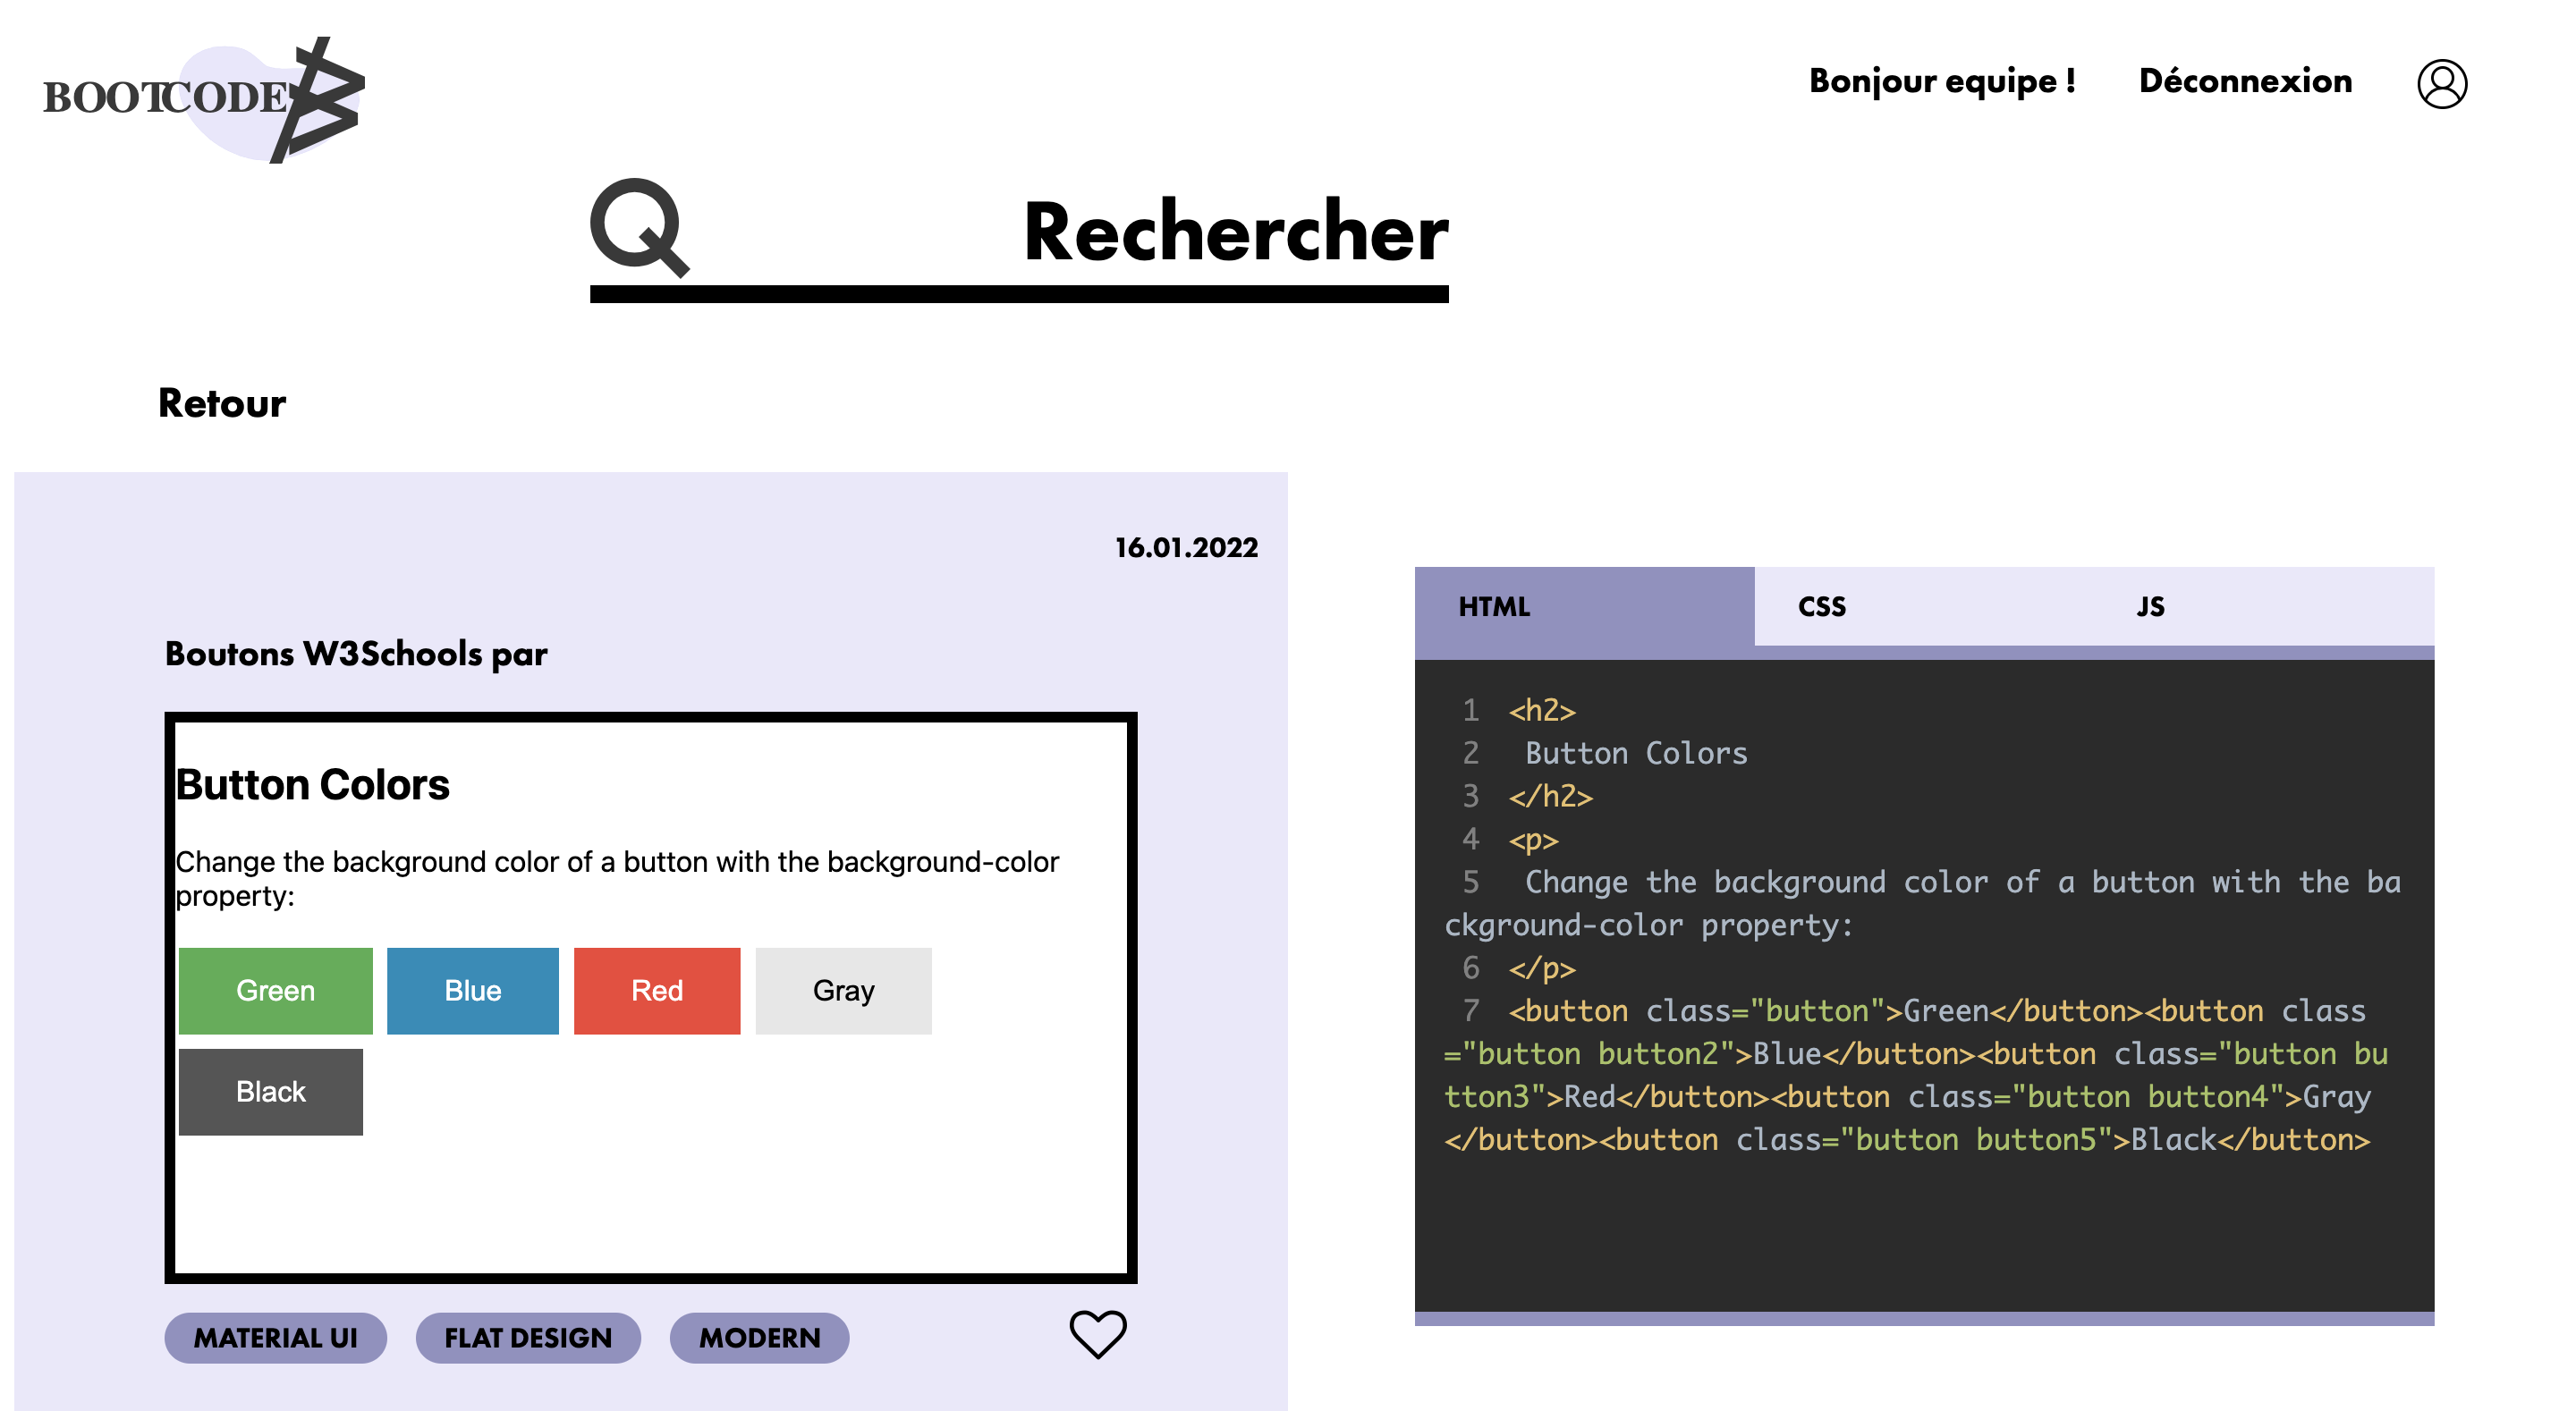 BOOTCODE
Bonjour equipe ! Déconnexion
Rechercher
Retour
16.01.2022
Boutons W3Schools par
Button Colors
Change the background color of a button with the background-color
property:
Green Blue Red Gray
Black
MATERIAL UI FLAT DESIGN MODERN
HTML CSS JS
1 <h2>
2 Button Colors
3 </h2>
4 <p>
5 Change the background color of a button with the ba
ckground-color property:
6 </p>
7 <button class="button">Green</button><button class
="button button2">Blue</button><button class="button bu
tton3">Red</button><button class="button button4">Gray
</button><button class="button button5">Black</button>